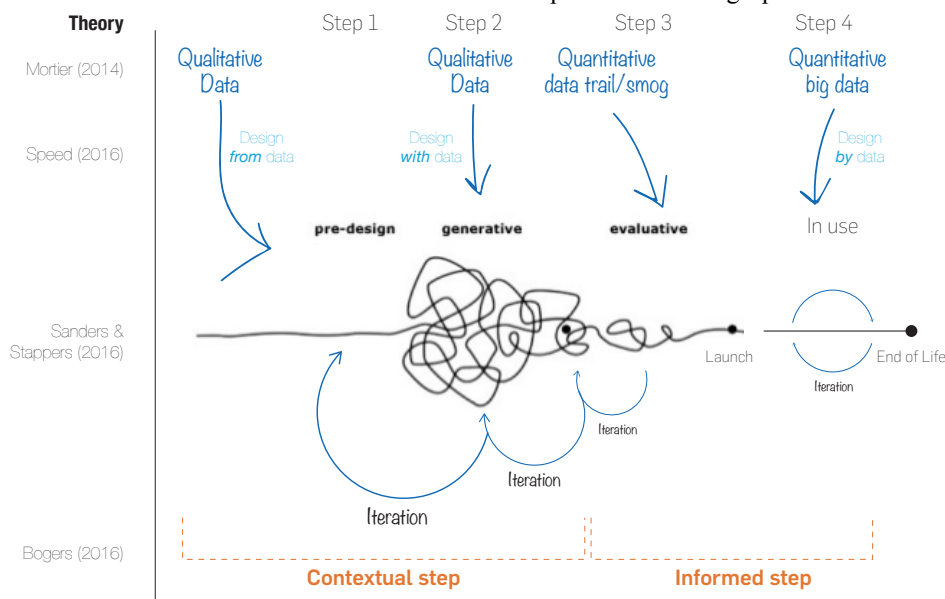 Theory
Step 1
Step 2
Step 3
Step 4
Mortier (2014)
Qualitative
Data
Qualitative
Data
Quantitative
data trail/smog
Quantitative
big data
Speed (2016)
Design
from data
Design
with data
Design
by data
pre-design
generative
evaluative
In use
Sanders &
Stappers (2016)
Launch
End of Life
Iteration
Iteration
Iteration
Iteration
Bogers (2016)
Contextual step
Informed step